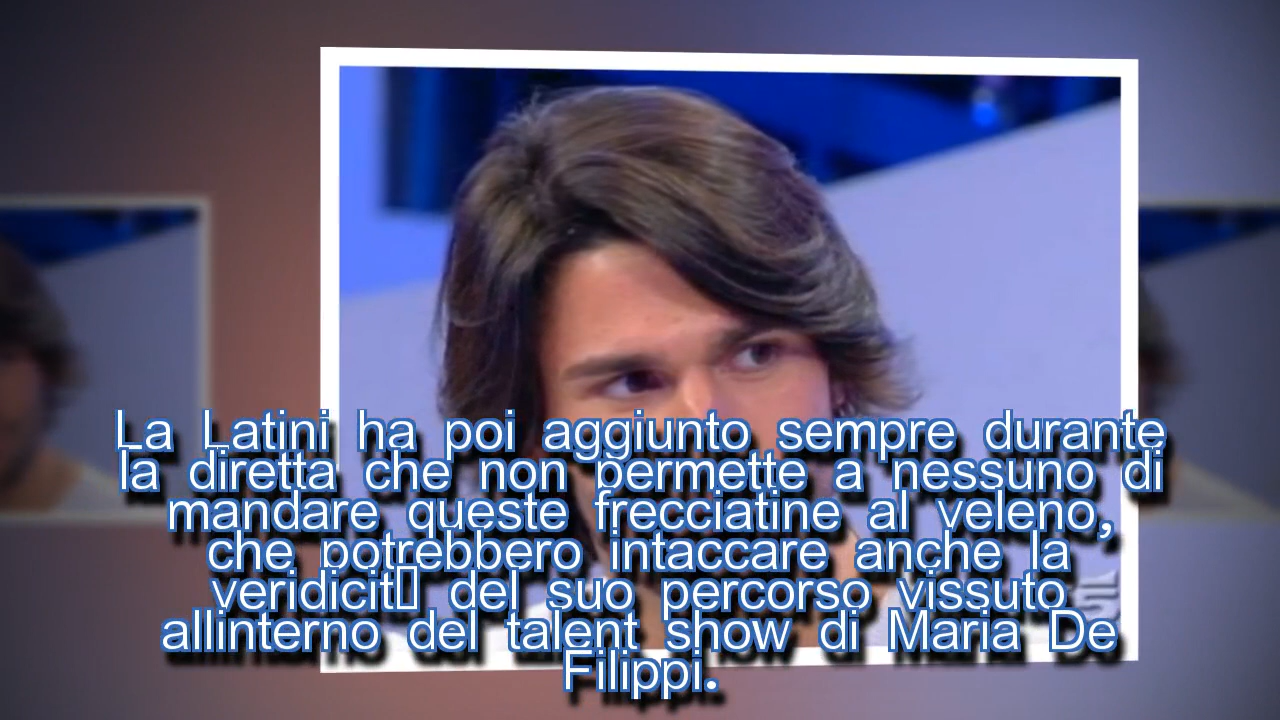 La Latini ha poi aggiunto sempre durante
la diretta che non permette a nessuno di
mandare queste frecciatine al veleno,
che potrebbero intaccare anche la
veridicit▯ del suo percorso vissuto
allinterno del talent show di Maria De
Filippi.